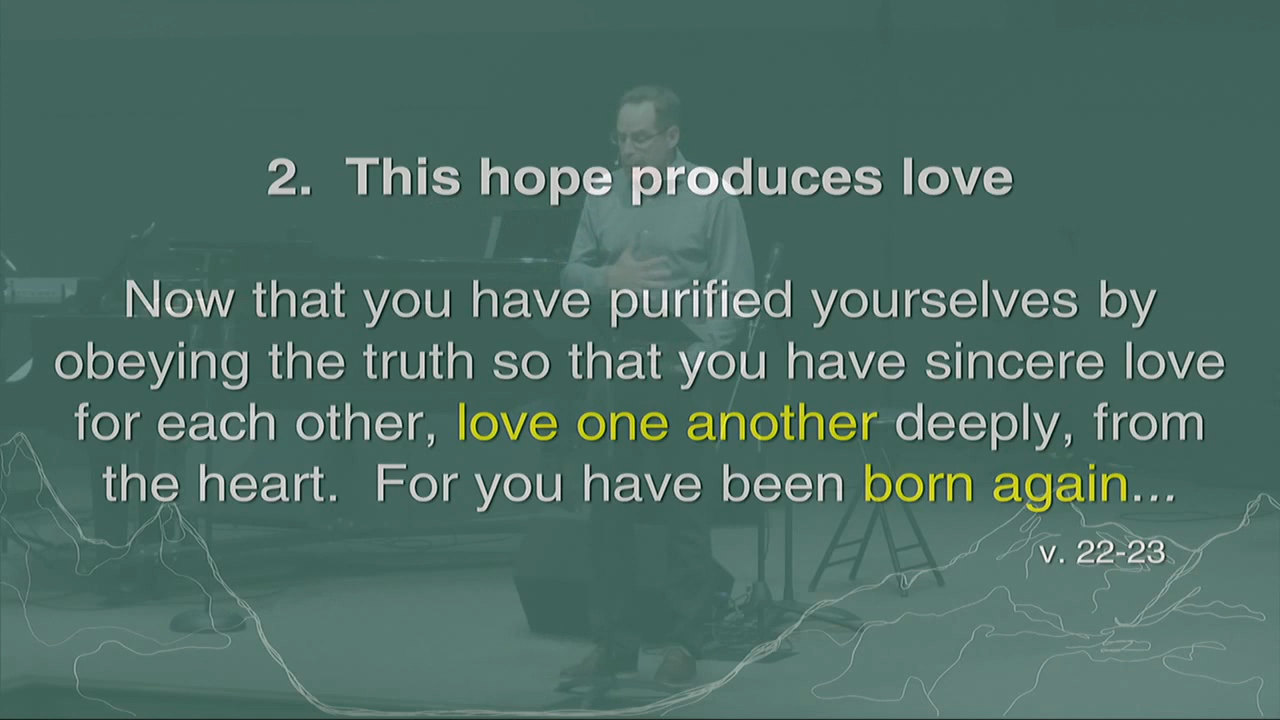 2. This hope produces love
Now that you have purified yourselves by
obeying the truth so that you have sincere love
for each other, love one another deeply, from
the heart. For you have been born again...
v. 22-23